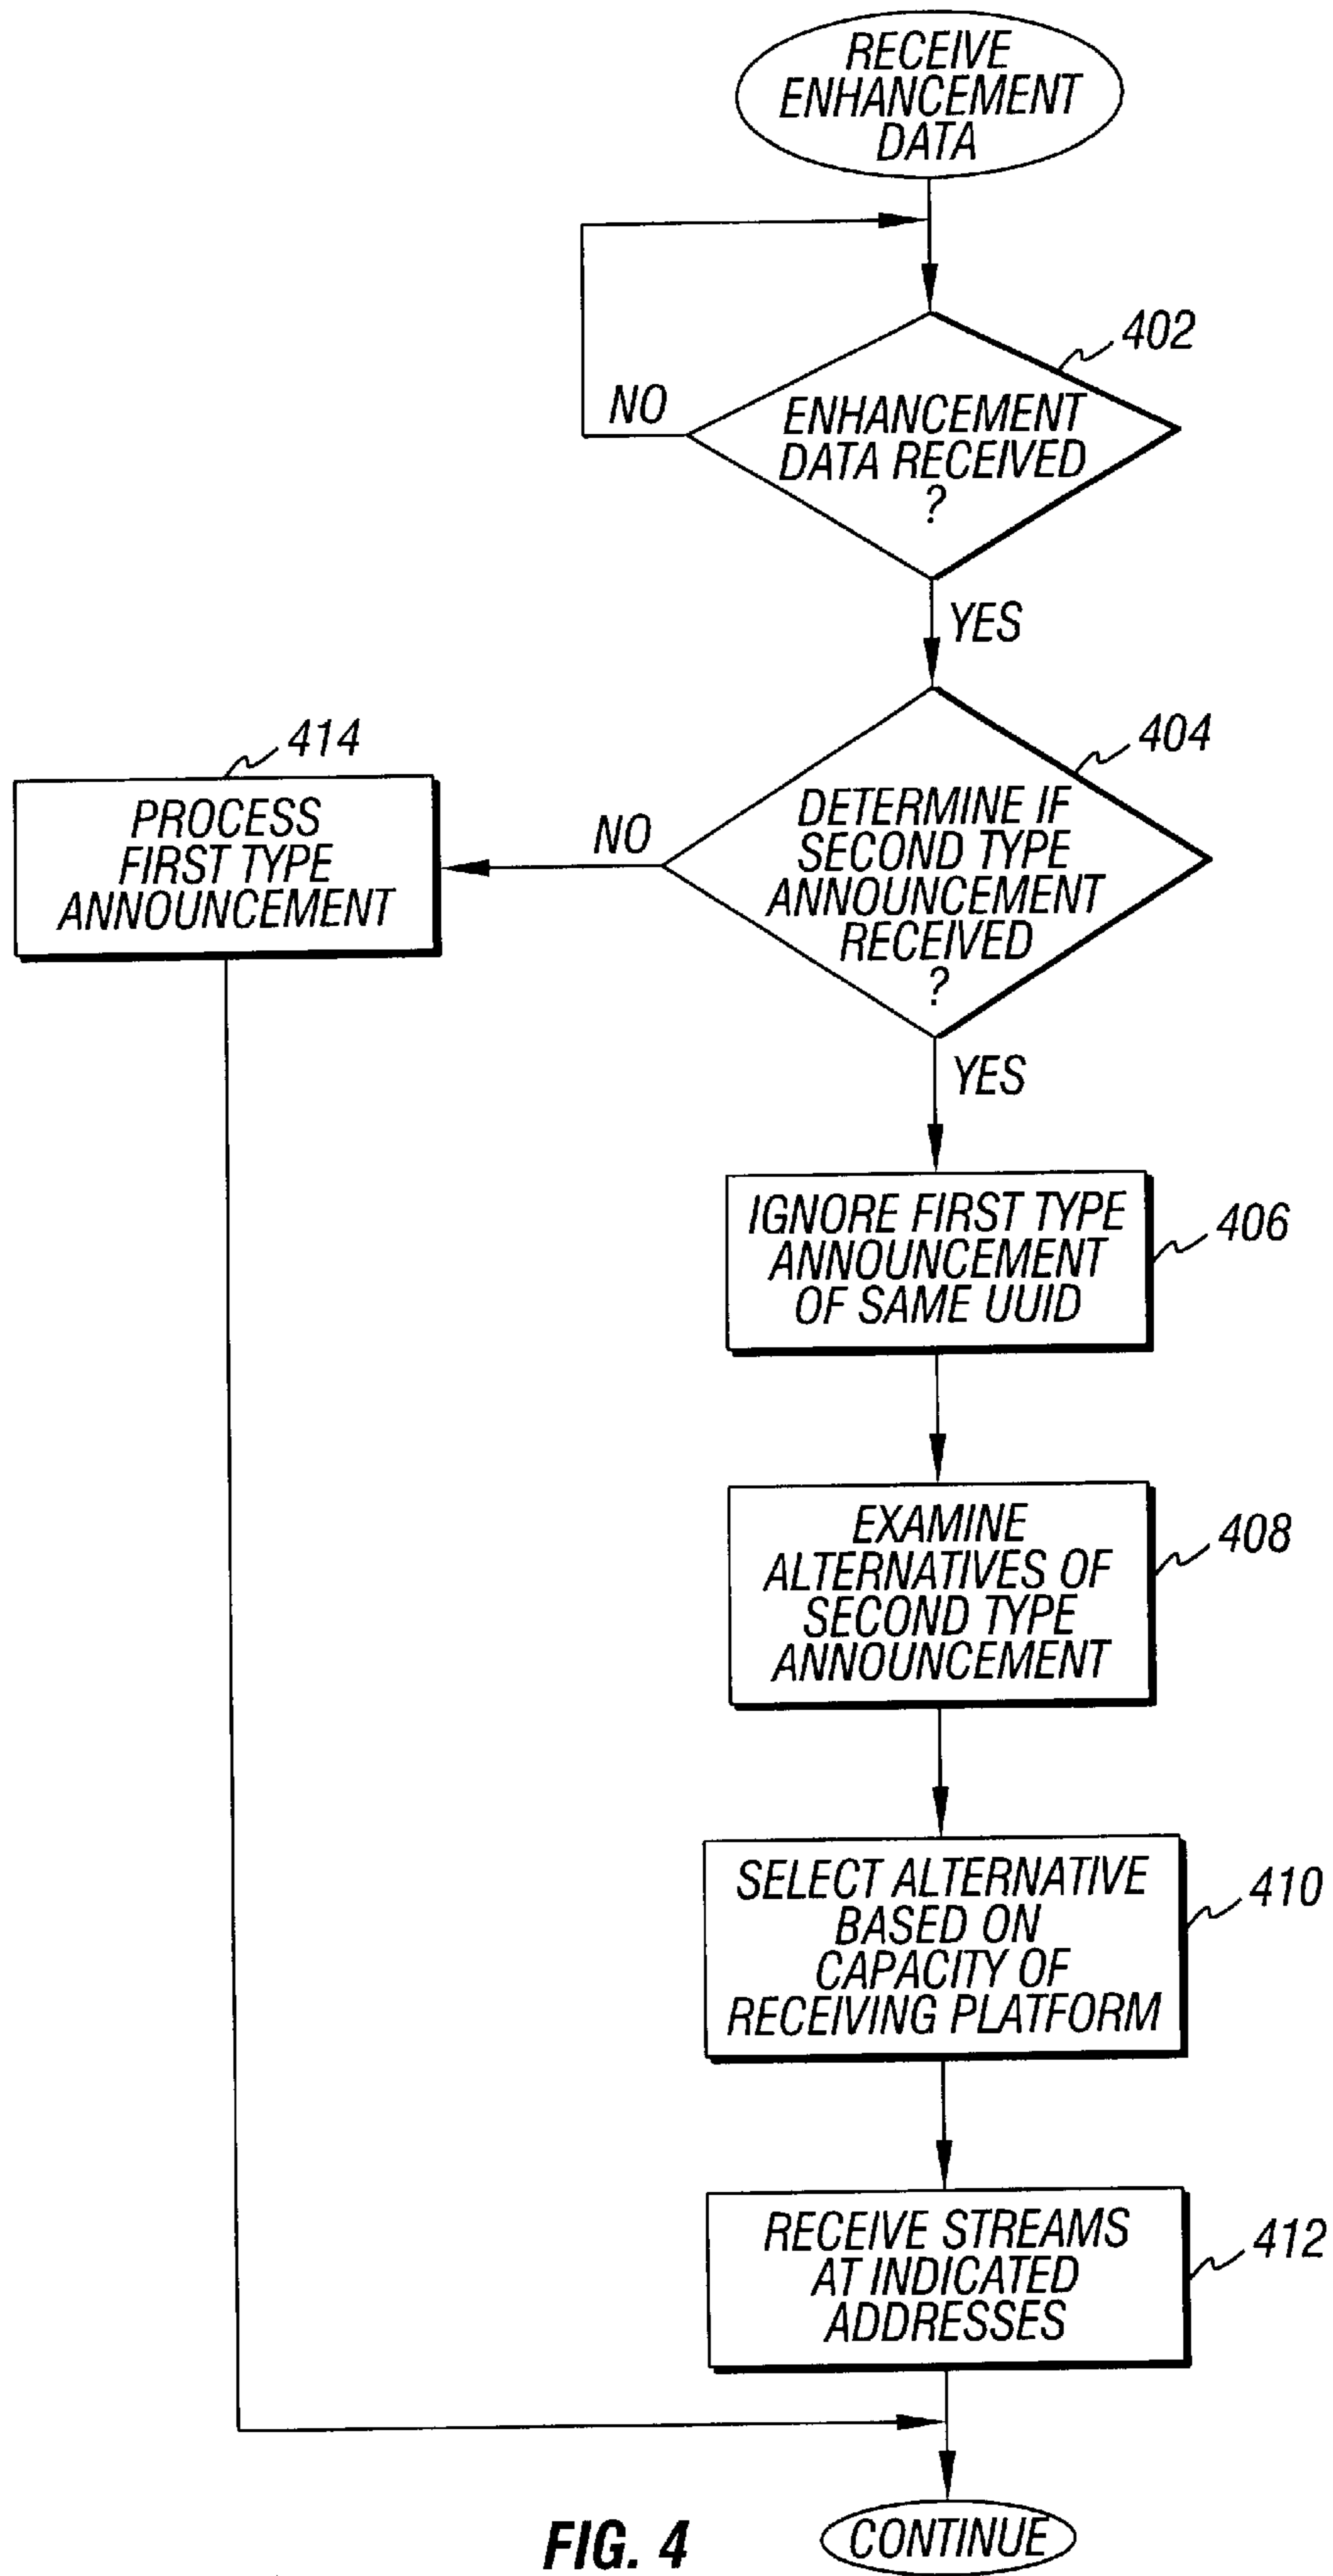 RECEIVE
ENHANCEMENT
DATA
402
NO
ENHANCEMENT
DATA RECEIVED
?
YES
414
404
PROCESS
FIRST TYPE
ANNOUNCEMENT
NO
DETERMINE IF
SECOND TYPE
ANNOUNCEMENT
RECEIVED
?
YES
IGNORE FIRST TYPE
ANNOUNCEMENT
OF SAME UUID
406
EXAMINE
ALTERNATIVES OF
SECOND TYPE
ANNOUNCEMENT
408
SELECT ALTERNATIVE
BASED ON
CAPACITY OF
RECEIVING PLATFORM
410
RECEIVE STREAMS
AT INDICATED
ADDRESSES
412
CONTINUE
FIG. 4